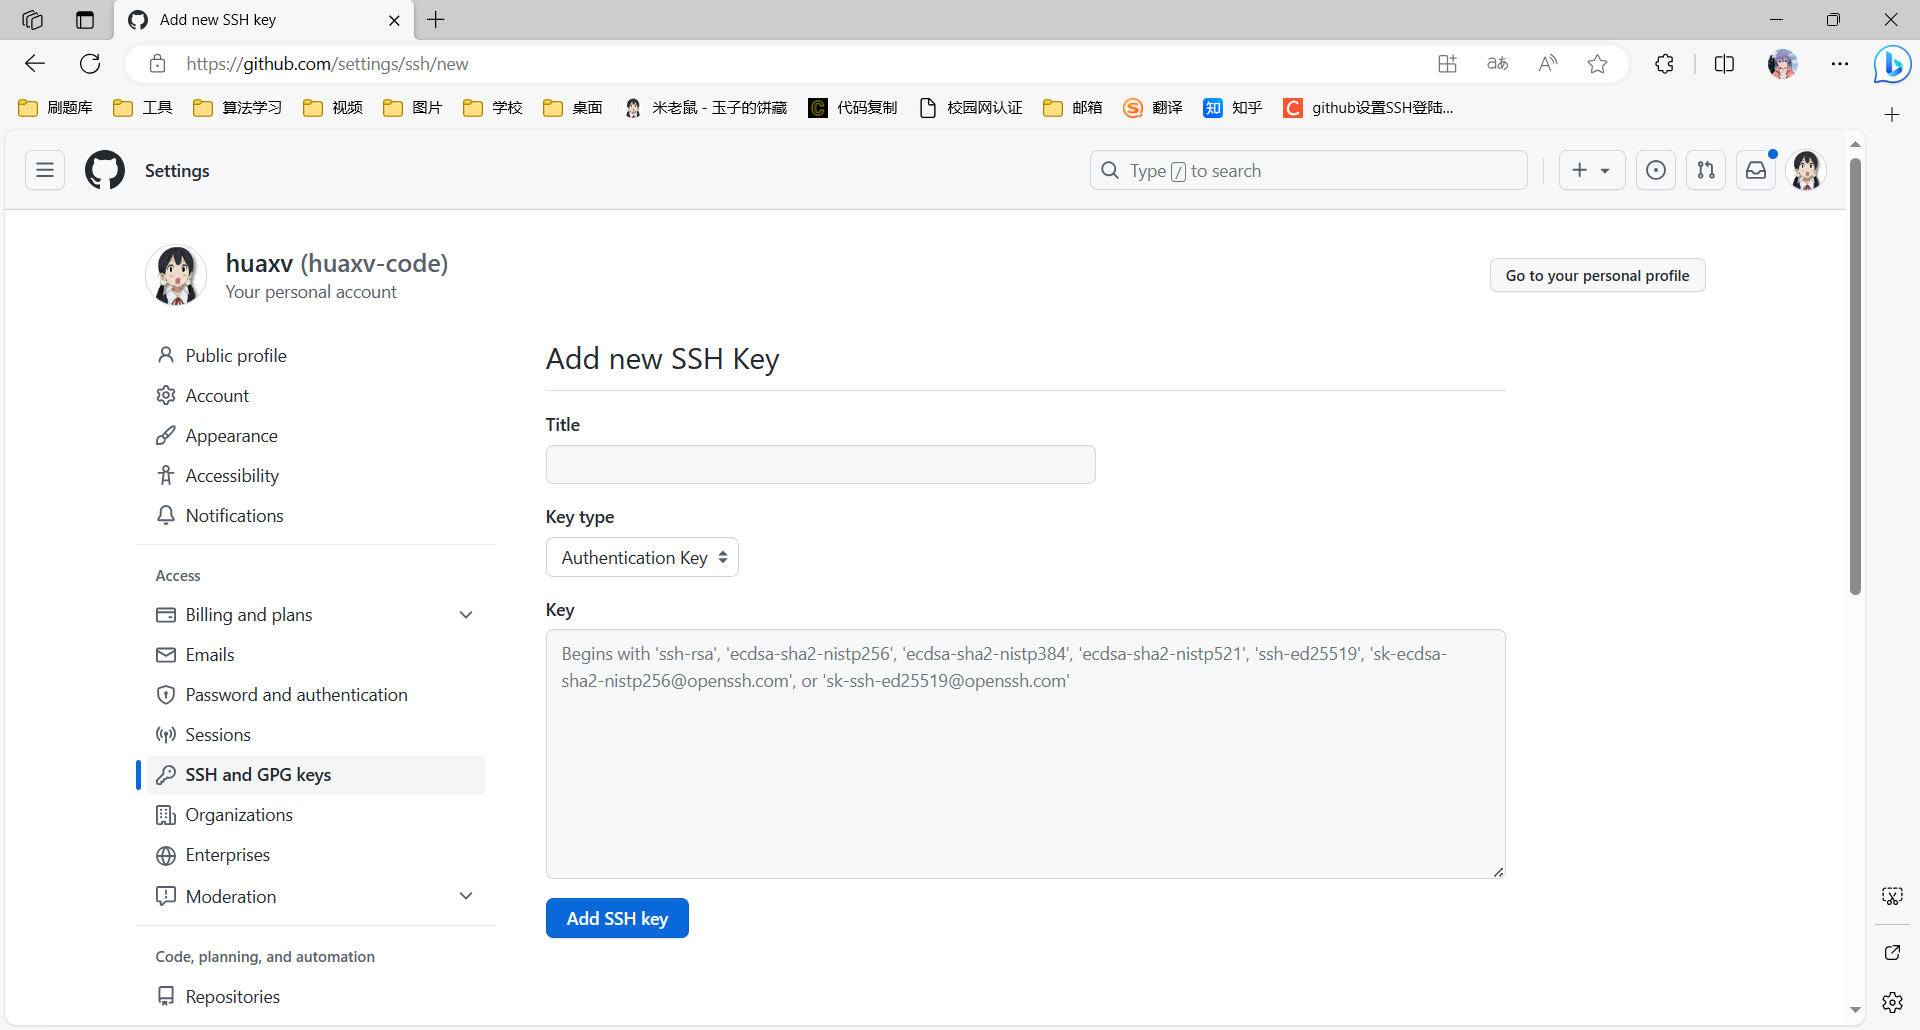 Add new SSH key
https://github.com/settings/ssh/new
刷题库 工具 算法学习 视频 图片 学校 桌面 米老鼠 - 玉子的饼藏 代码复制 校园网认证 邮箱 翻译 知乎 github设置SSH登陆...
Settings
Type / to search
huaxv (huaxv-code)
Your personal account
Go to your personal profile
Public profile
Account
Appearance
Accessibility
Notifications
Access
Billing and plans
Emails
Password and authentication
Sessions
SSH and GPG keys
Organizations
Enterprises
Moderation
Code, planning, and automation
Repositories
Add new SSH Key
Title
Key type
Authentication Key
Key
Begins with 'ssh-rsa', 'ecdsa-sha2-nistp256', 'ecdsa-sha2-nistp384', 'ecdsa-sha2-nistp521', 'ssh-ed25519', 'sk-ecdsa-
sha2-nistp256@openssh.com', or 'sk-ssh-ed25519@openssh.com'
Add SSH key